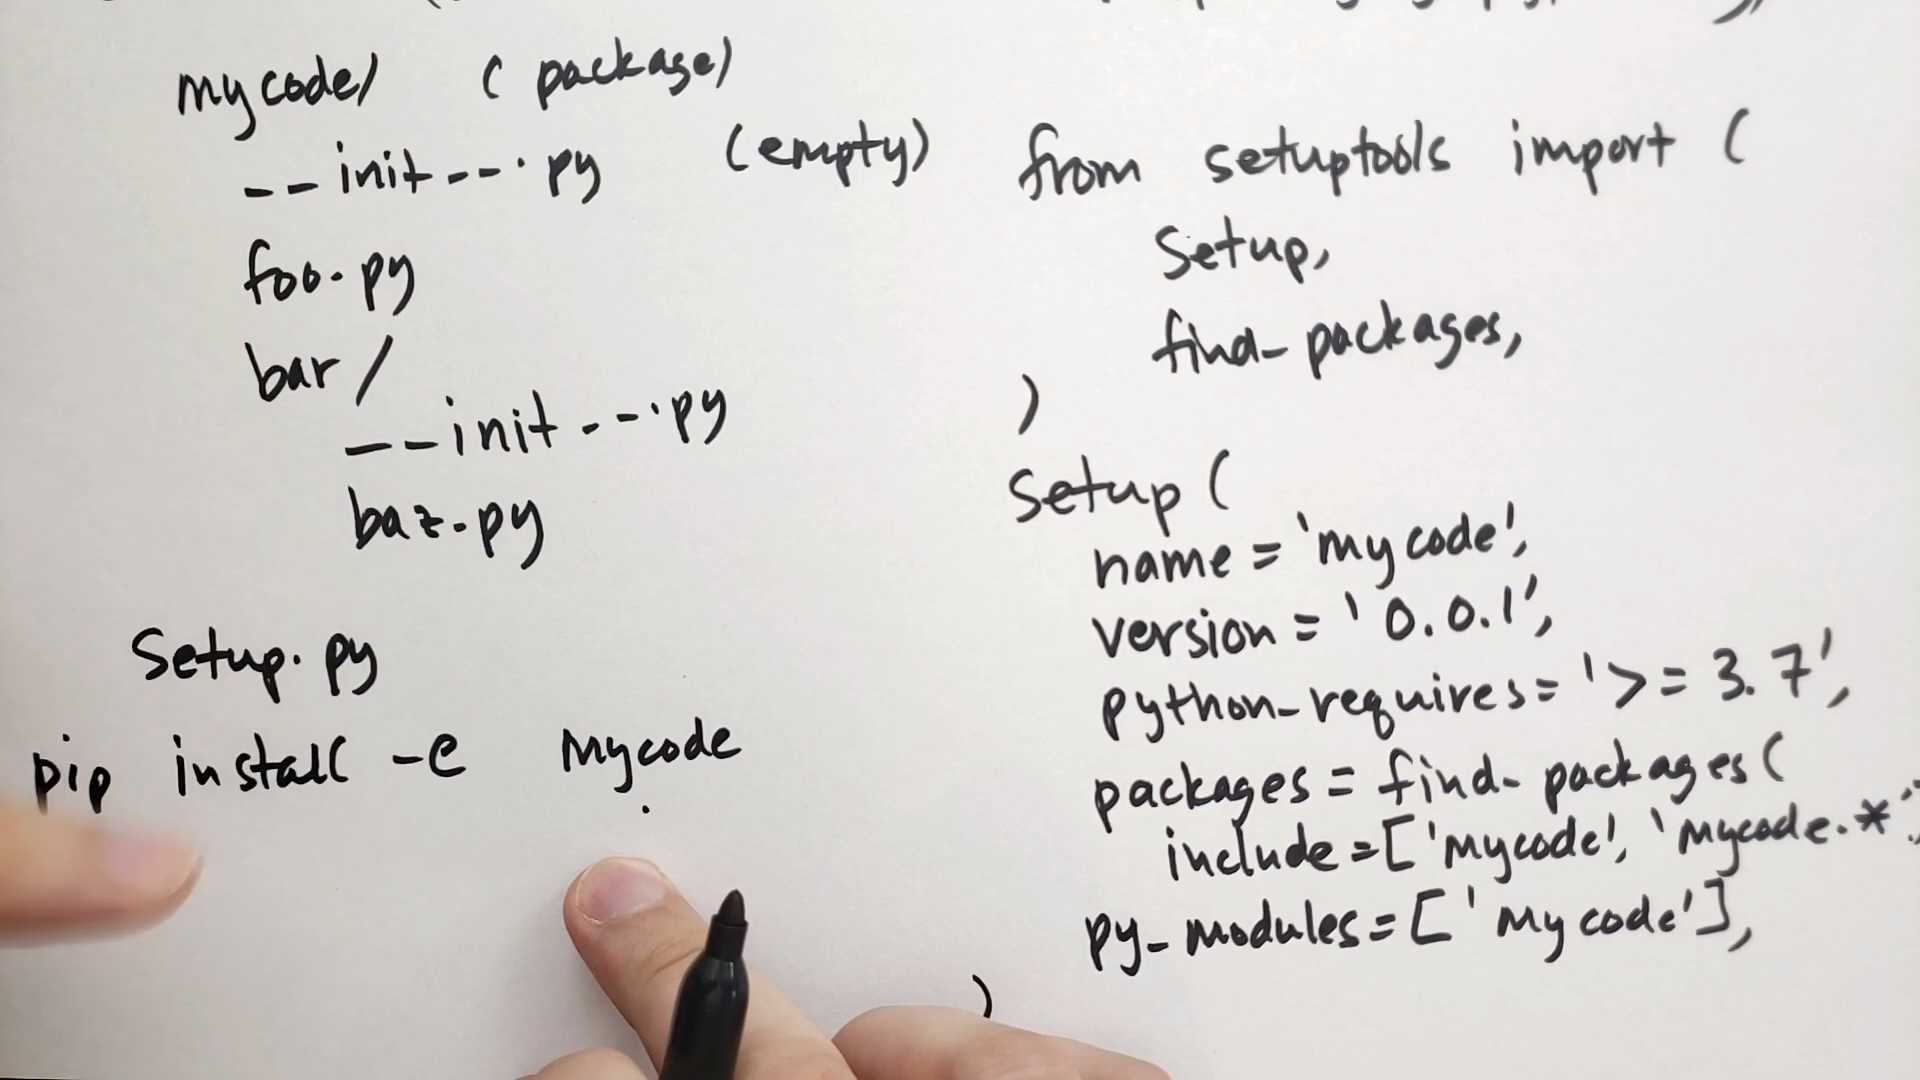 mycode/ (package)
__init__.py (empty)
foo.py
bar/
__init__.py
baz.py
Setup.py
pip install -e mycode
.
from setuptools import (
Setup,
find_packages,
)
Setup(
name='mycode',
version='0.0.1',
python_requires='>=3.7',
packages=find_packages(
include=['mycode', 'mycode.*'
py_modules=['mycode'],
)